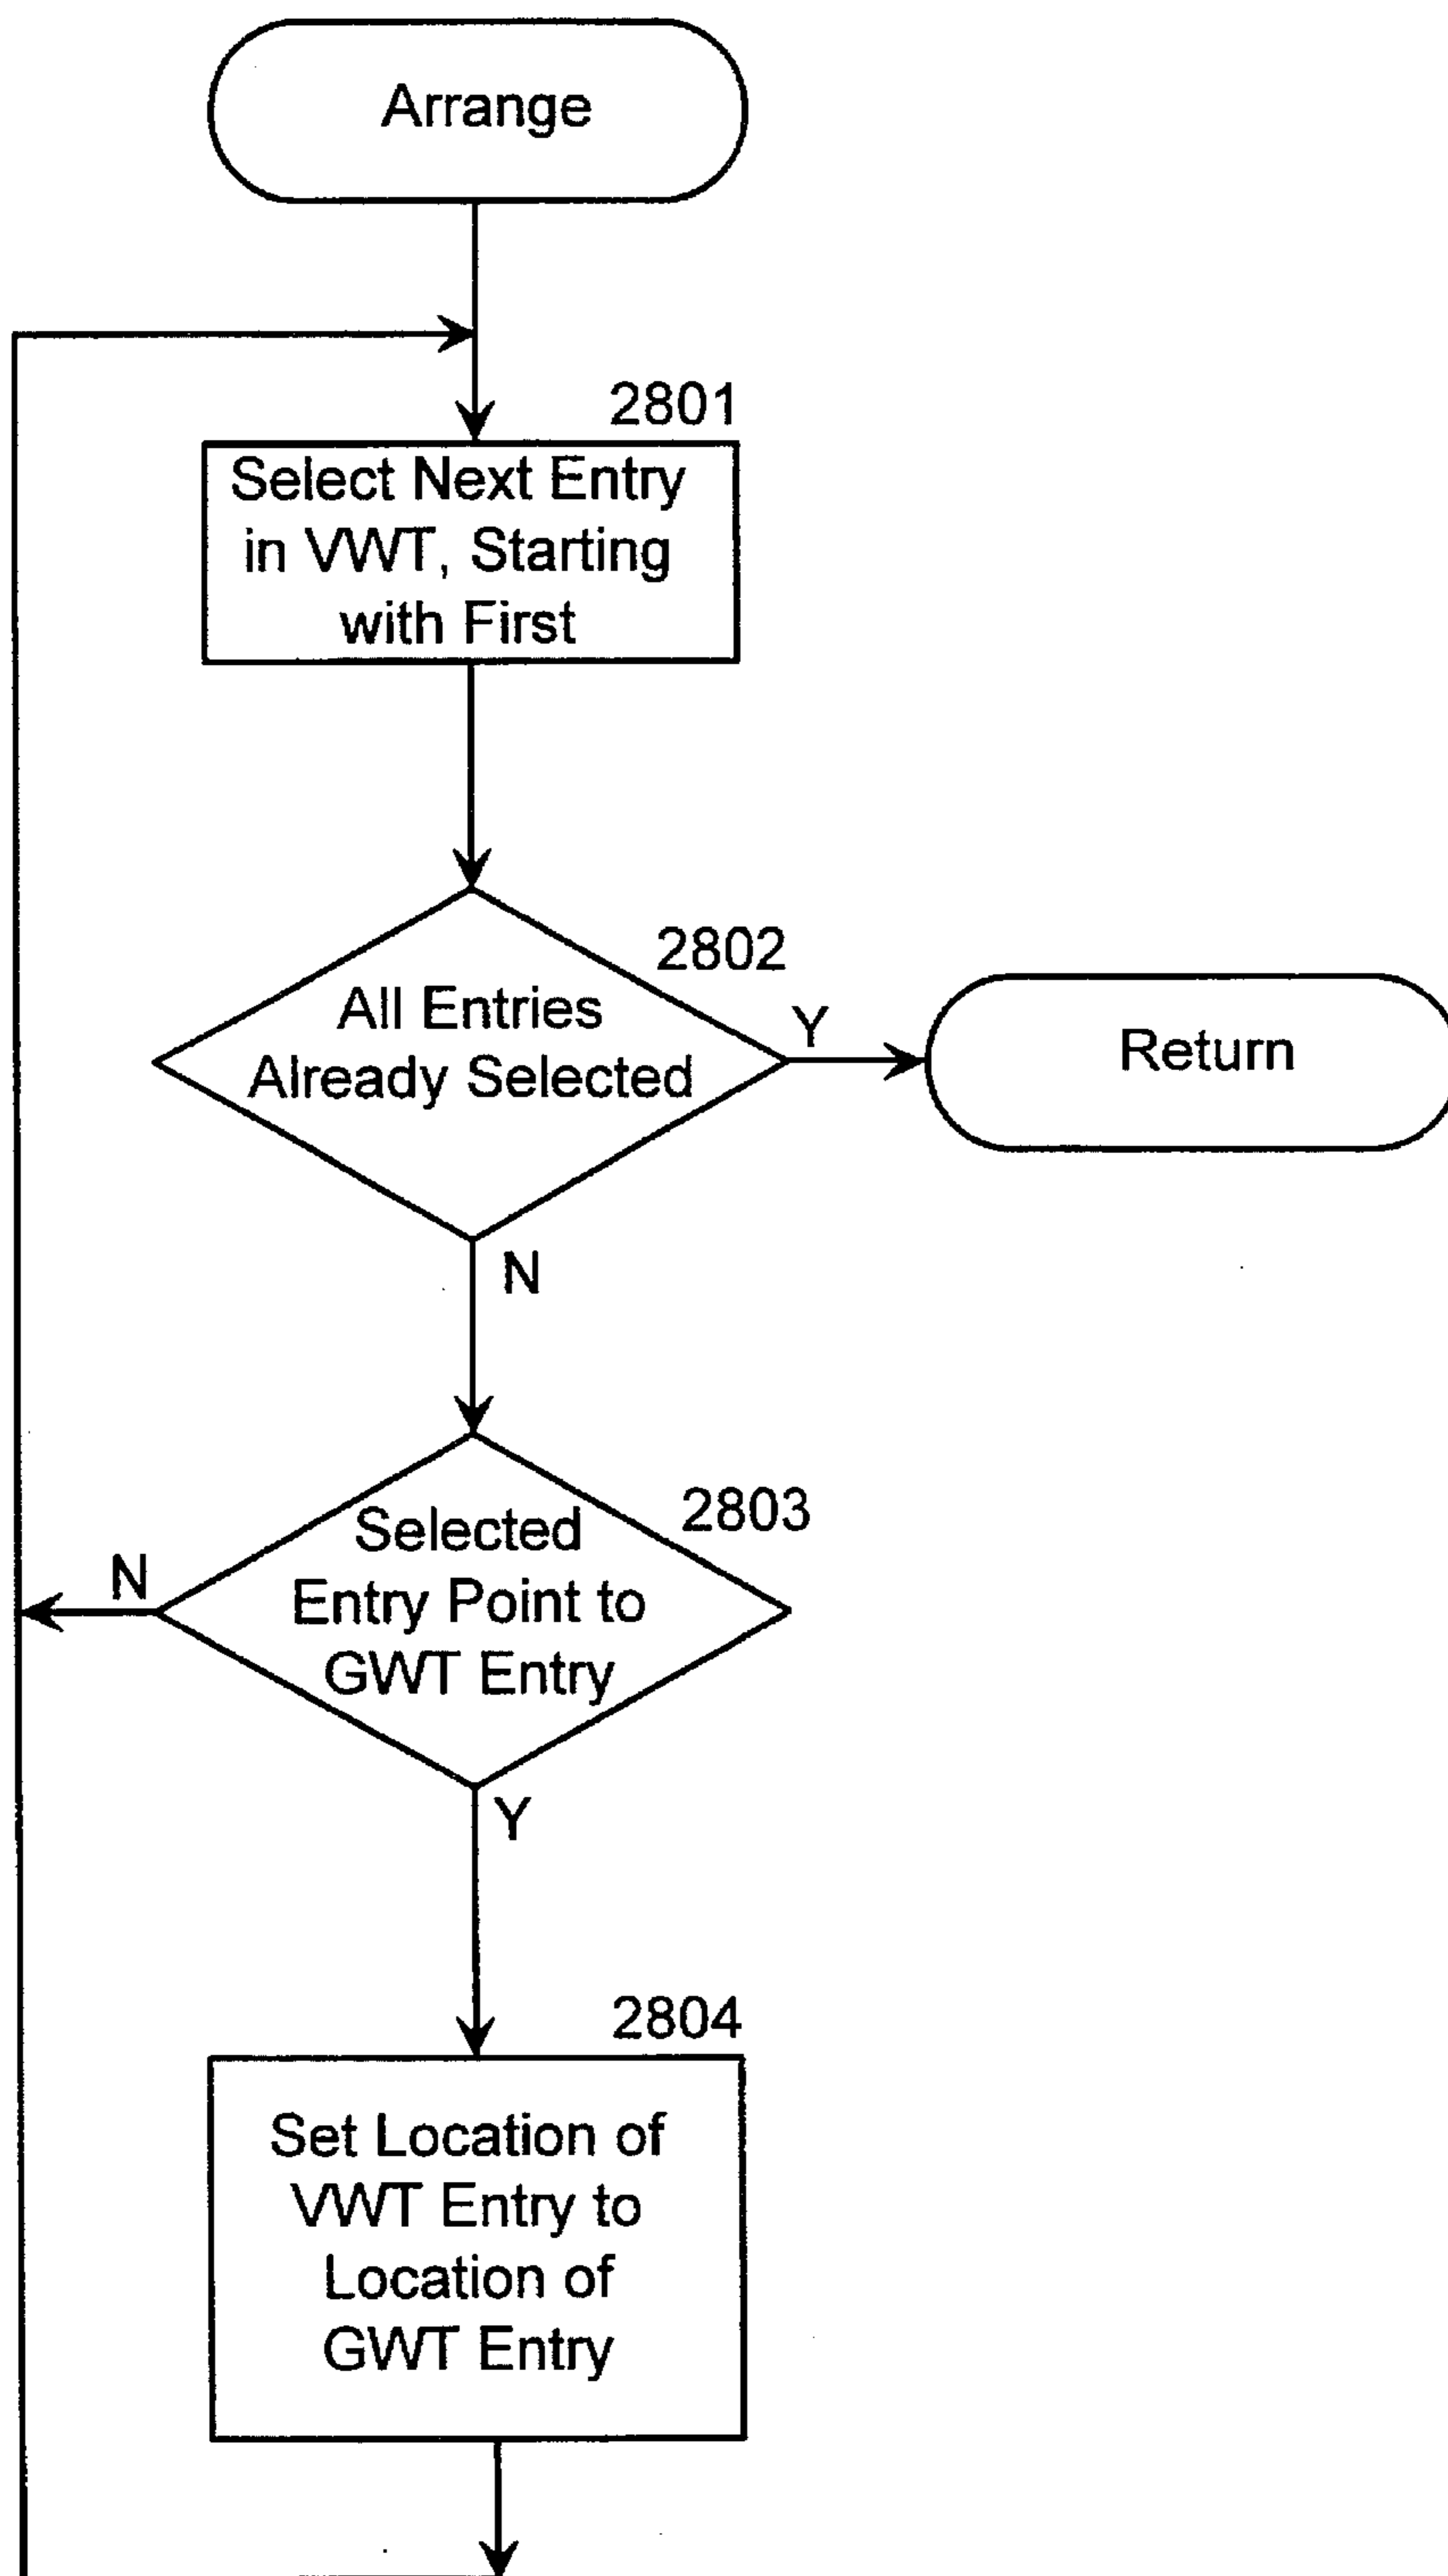 Arrange
2801
Select Next Entry
in VWT, Starting
with First
2802
All Entries
Already Selected
Y
Return
N
2803
Selected
Entry Point to
GWT Entry
N
Y
2804
Set Location of
VWT Entry to
Location of
GWT Entry